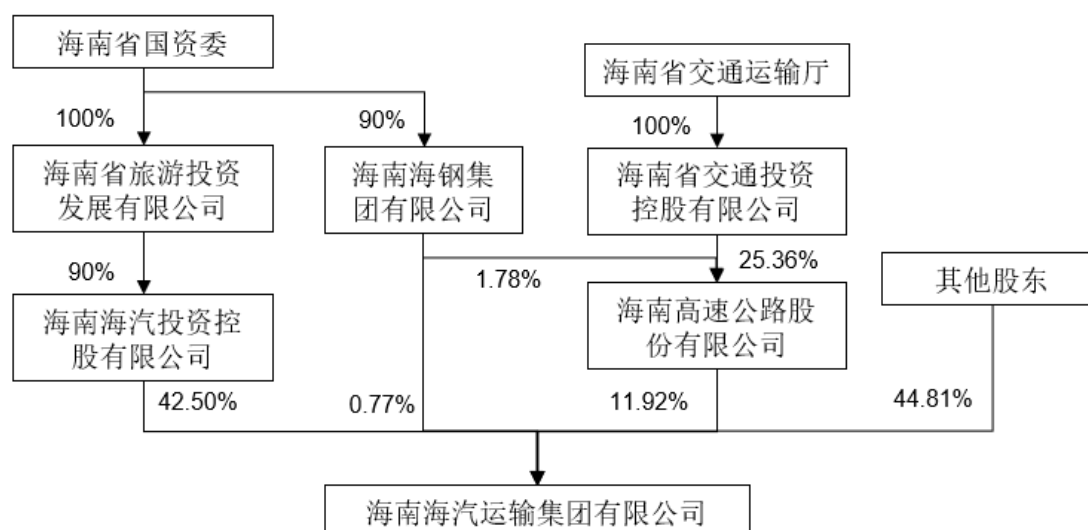 海南省国资委
海南省交通运输厅
100%
90%
100%
海南省旅游投资
发展有限公司
海南海钢集
团有限公司
海南省交通投资
控股有限公司
90%
1.78%
25.36%
其他股东
海南海汽投资控
股有限公司
海南高速公路股
份有限公司
42.50%
0.77%
11.92%
44.81%
海南海汽运输集团有限公司